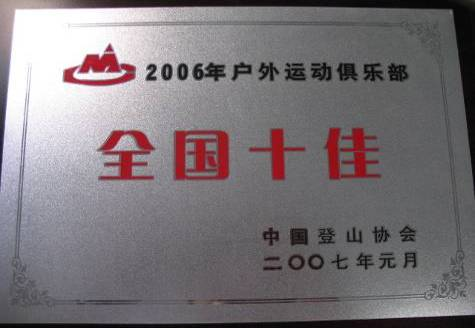 2006年户外运动俱乐部
全国十佳
中国登山协会
二〇〇七年元月